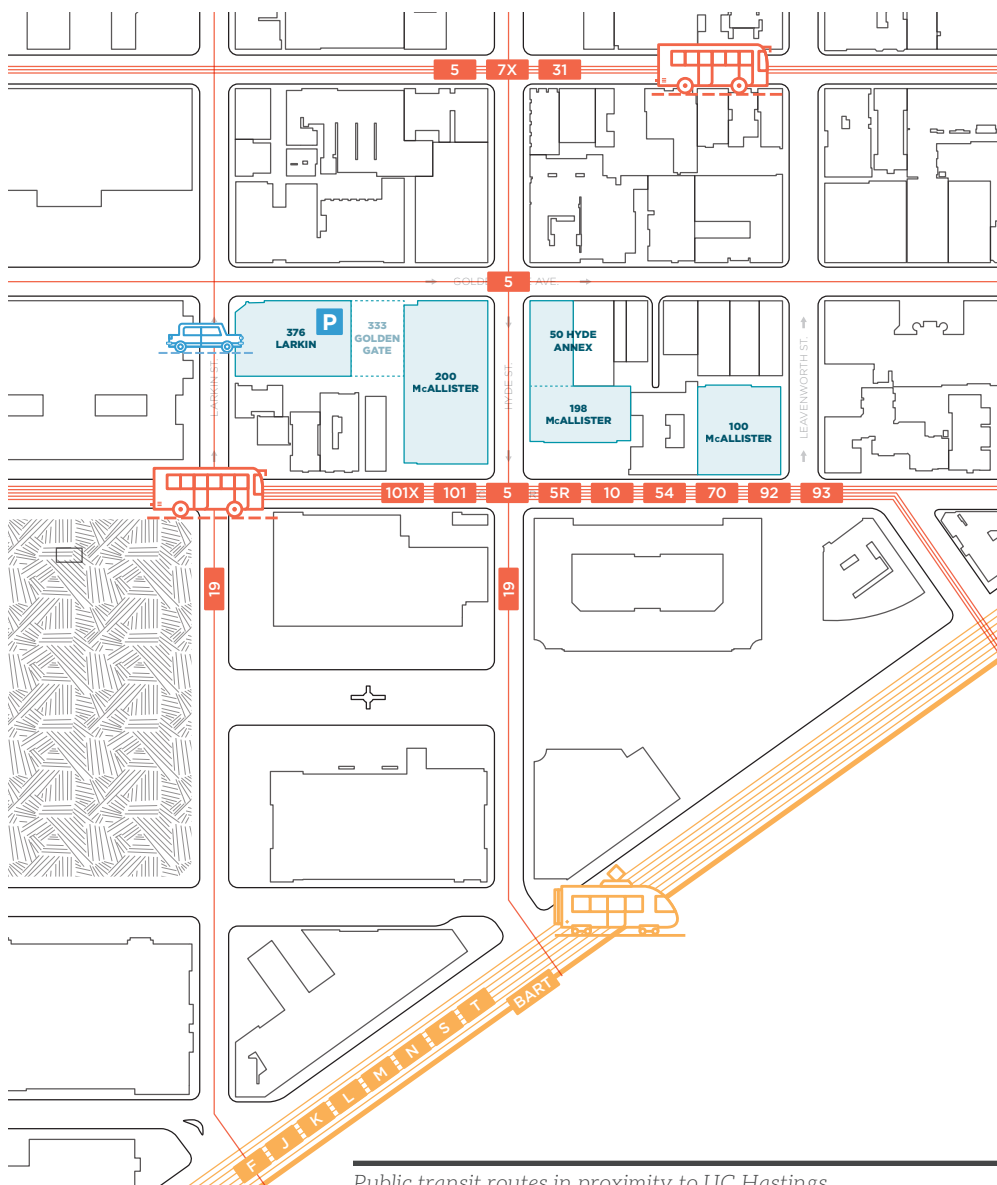 5 7X 31
5
GOLD AVE.
P
376
LARKIN
333
GOLDEN
GATE
200
McALLISTER
50 HYDE
ANNEX
198
McALLISTER
100
McALLISTER
LARKIN ST.
HYDE ST.
LEAVENWORTH ST.
101X 101 5 5R 10 54 70 92 93
19
19
F J K L M N S T
BART
Public transit routes in proximity to UC Hastings